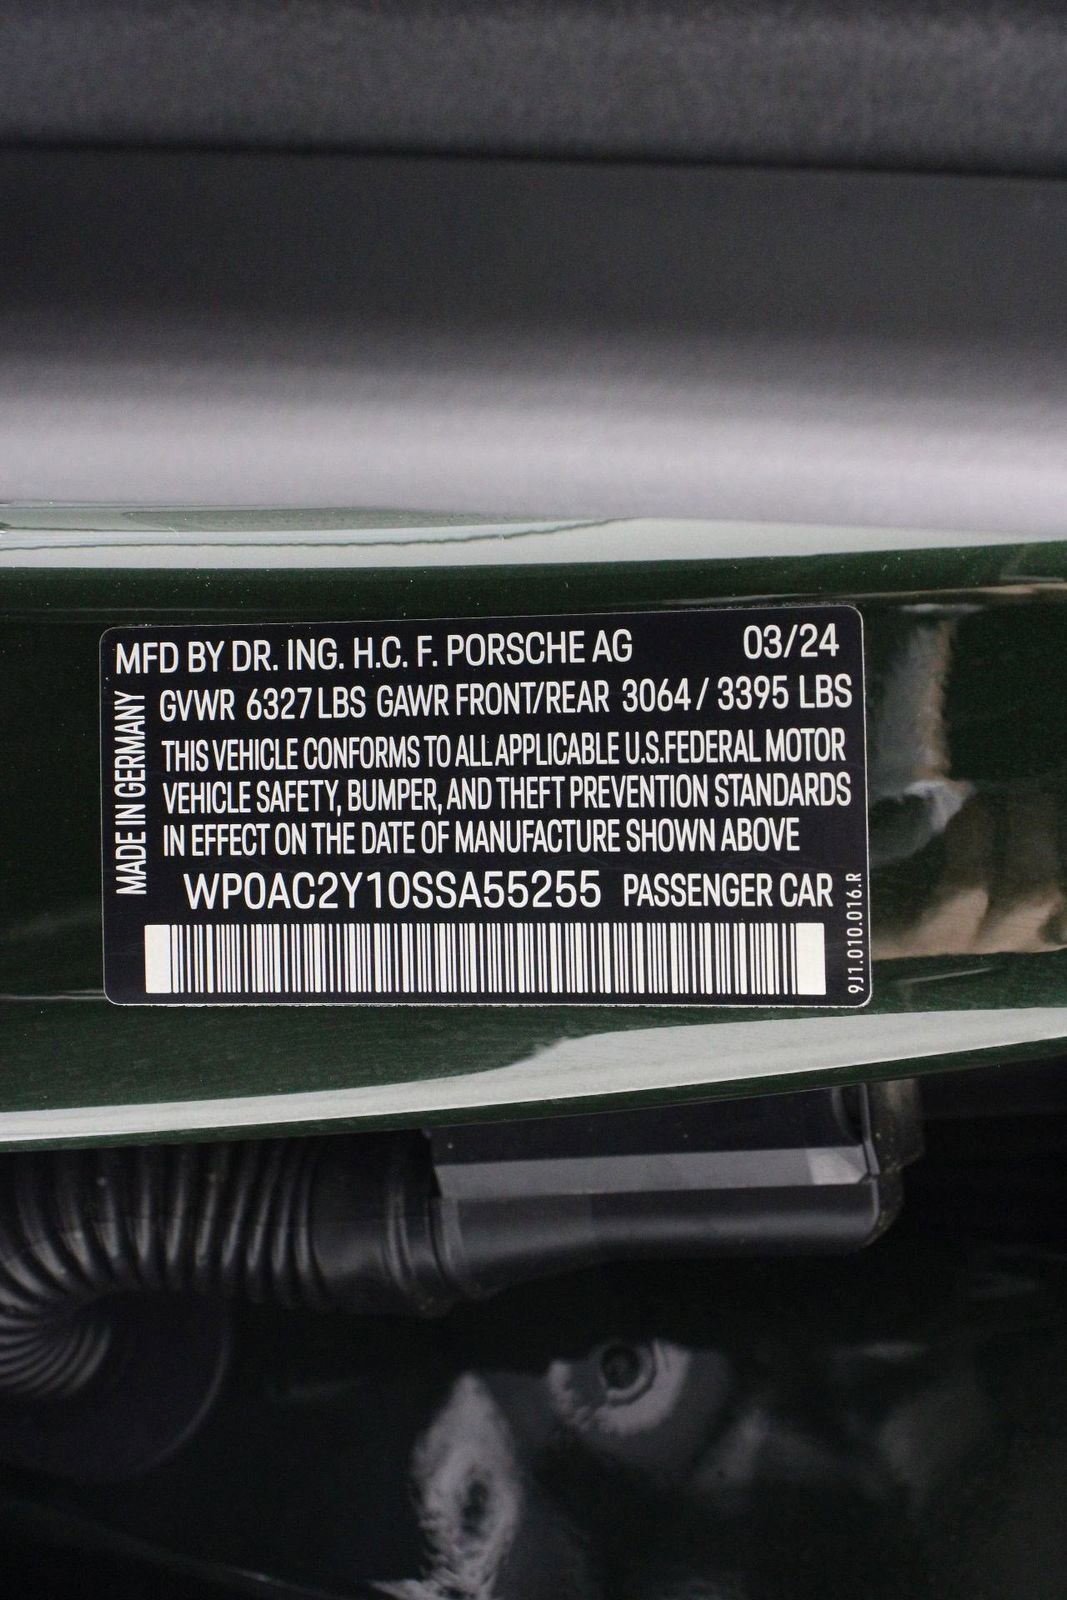 MFD BY DR. ING. H.C. F. PORSCHE AG 03/24
GVWR 6327 LBS GAWR FRONT/REAR 3064 / 3395 LBS
THIS VEHICLE CONFORMS TO ALL APPLICABLE U.S.FEDERAL MOTOR
VEHICLE SAFETY, BUMPER, AND THEFT PREVENTION STANDARDS
IN EFFECT ON THE DATE OF MANUFACTURE SHOWN ABOVE
WP0AC2Y10SSA55255 PASSENGER CAR
MADE IN GERMANY
9J1.010.016.R